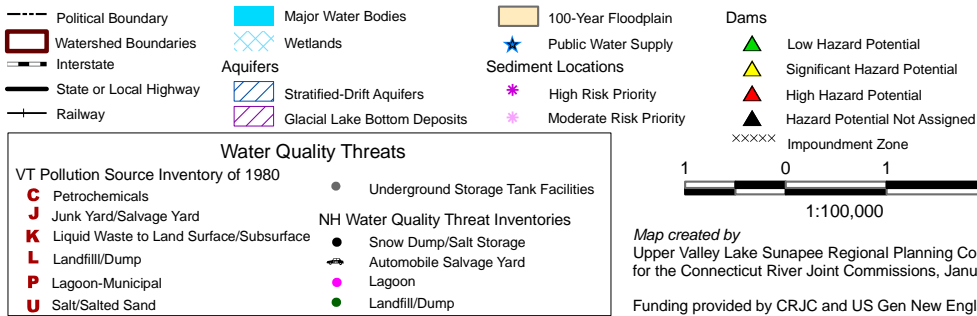 Political Boundary
Watershed Boundaries
Interstate
State or Local Highway
Railway
Major Water Bodies
Wetlands
Aquifers
Stratified-Drift Aquifers
Glacial Lake Bottom Deposits
100-Year Floodplain
Public Water Supply
Sediment Locations
High Risk Priority
Moderate Risk Priority
Dams
Low Hazard Potential
Significant Hazard Potential
High Hazard Potential
Hazard Potential Not Assigned
Impoundment Zone
Water Quality Threats
VT Pollution Source Inventory of 1980
C Petrochemicals
J Junk Yard/Salvage Yard
K Liquid Waste to Land Surface/Subsurface
L Landfilll/Dump
P Lagoon-Municipal
U Salt/Salted Sand
Underground Storage Tank Facilities
NH Water Quality Threat Inventories
Snow Dump/Salt Storage
Automobile Salvage Yard
Lagoon
Landfill/Dump
1 0 1
1:100,000
Map created by
Upper Valley Lake Sunapee Regional Planning Co
for the Connecticut River Joint Commissions, Janu
Funding provided by CRJC and US Gen New Engl